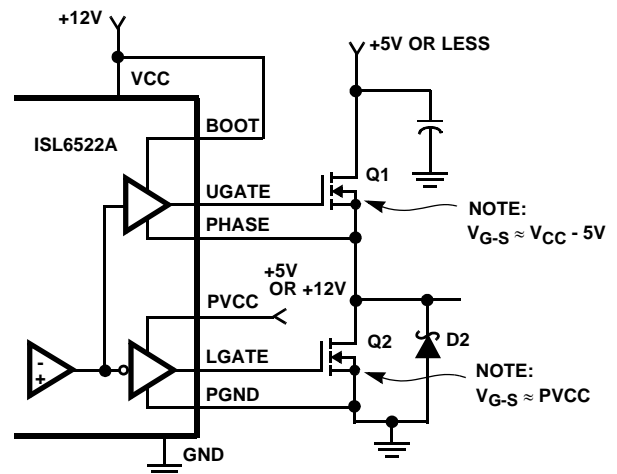 +12V
+5V OR LESS
VCC
BOOT
ISL6522A
Q1
UGATE
NOTE:
VG-S ≈ VCC - 5V
PHASE
+5V
OR +12V
PVCC
Q2
D2
LGATE
NOTE:
VG-S ≈ PVCC
PGND
-
+
GND